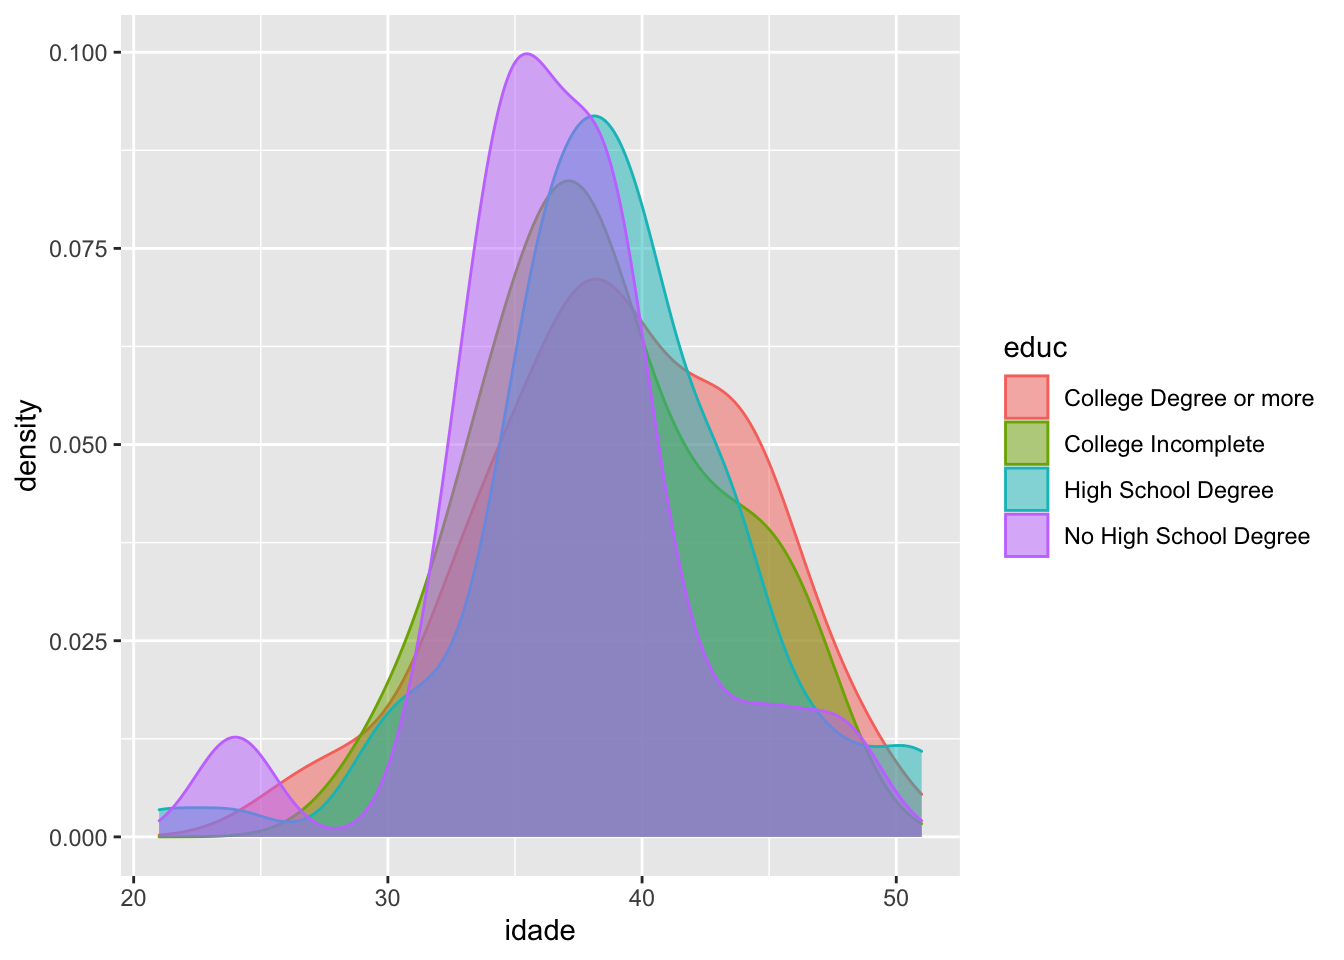 0.100
0.075
0.050
0.025
0.000
density
20
30
40
50
idade
educ
College Degree or more
College Incomplete
High School Degree
No High School Degree